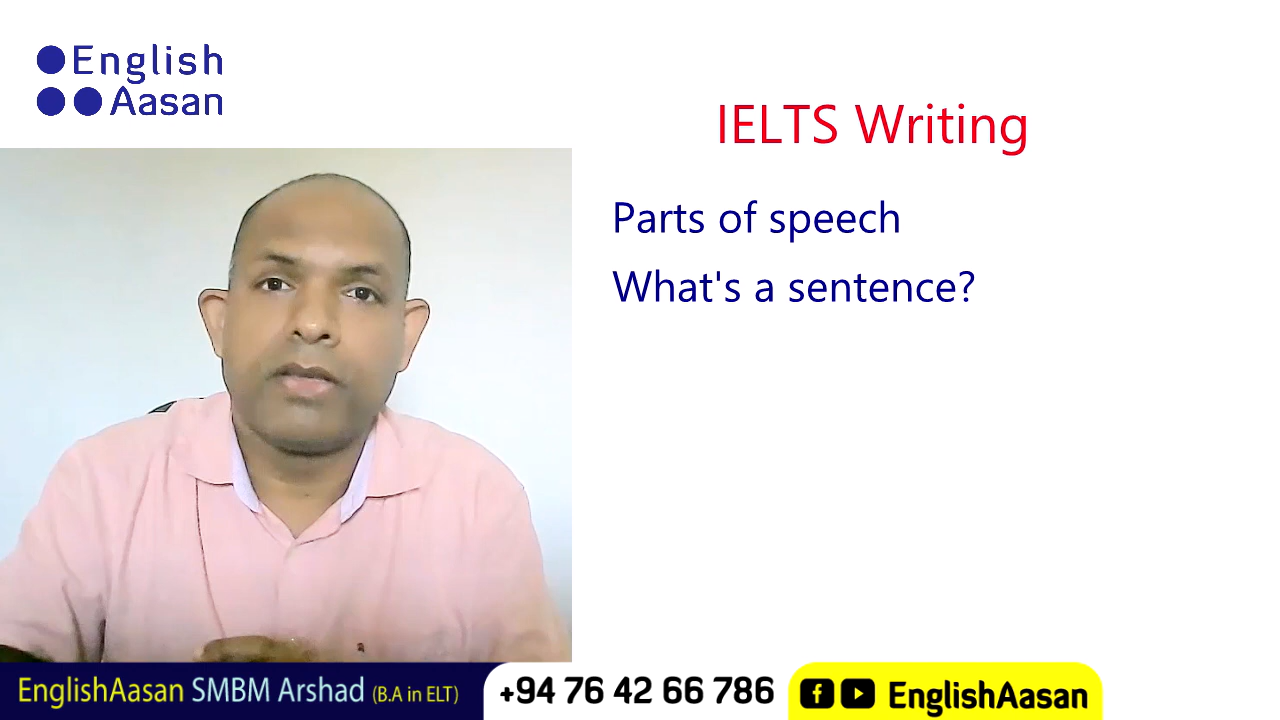 English
Aasan
IELTS Writing
Parts of speech
What's a sentence?
EnglishAasan SMBM Arshad (B.A in ELT)
+94 76 42 66 786
EnglishAasan